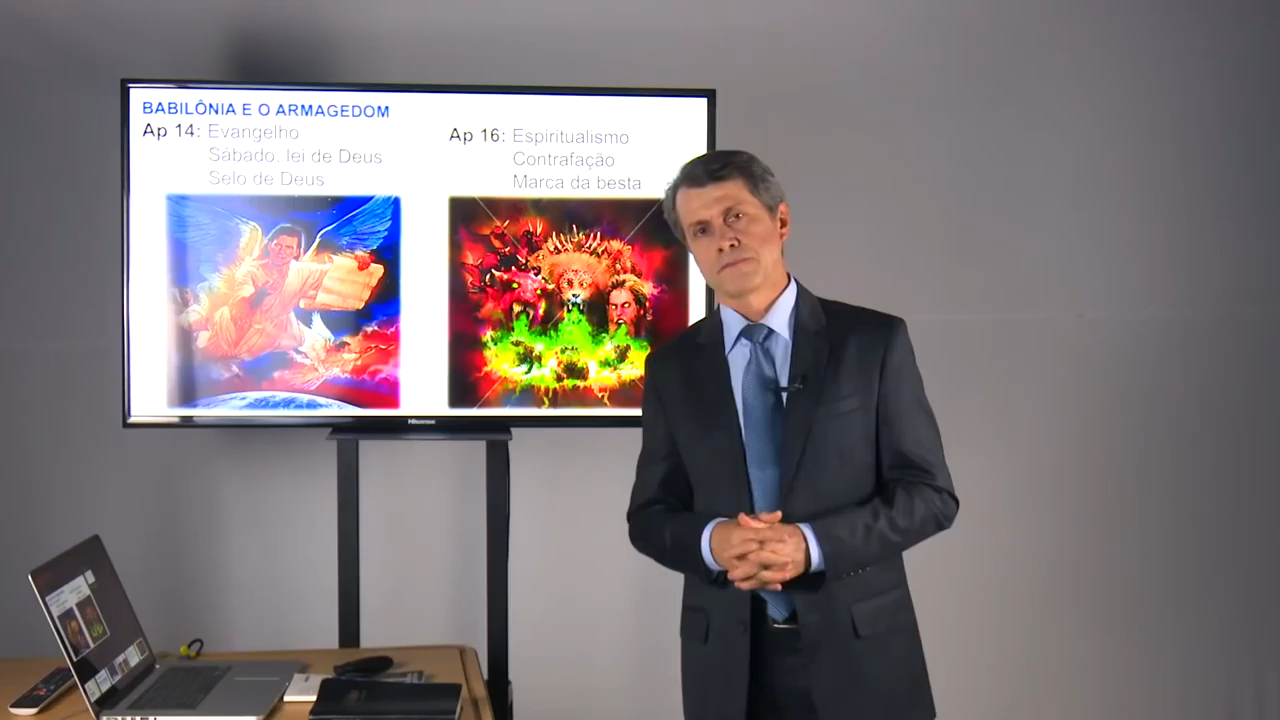 BABILÔNIA E O ARMAGEDOM
Ap 14: Evangelho
Sábado, lei de Deus
Selo de Deus
Ap 16: Espiritualismo
Contrafação
Marca da besta
Hisense